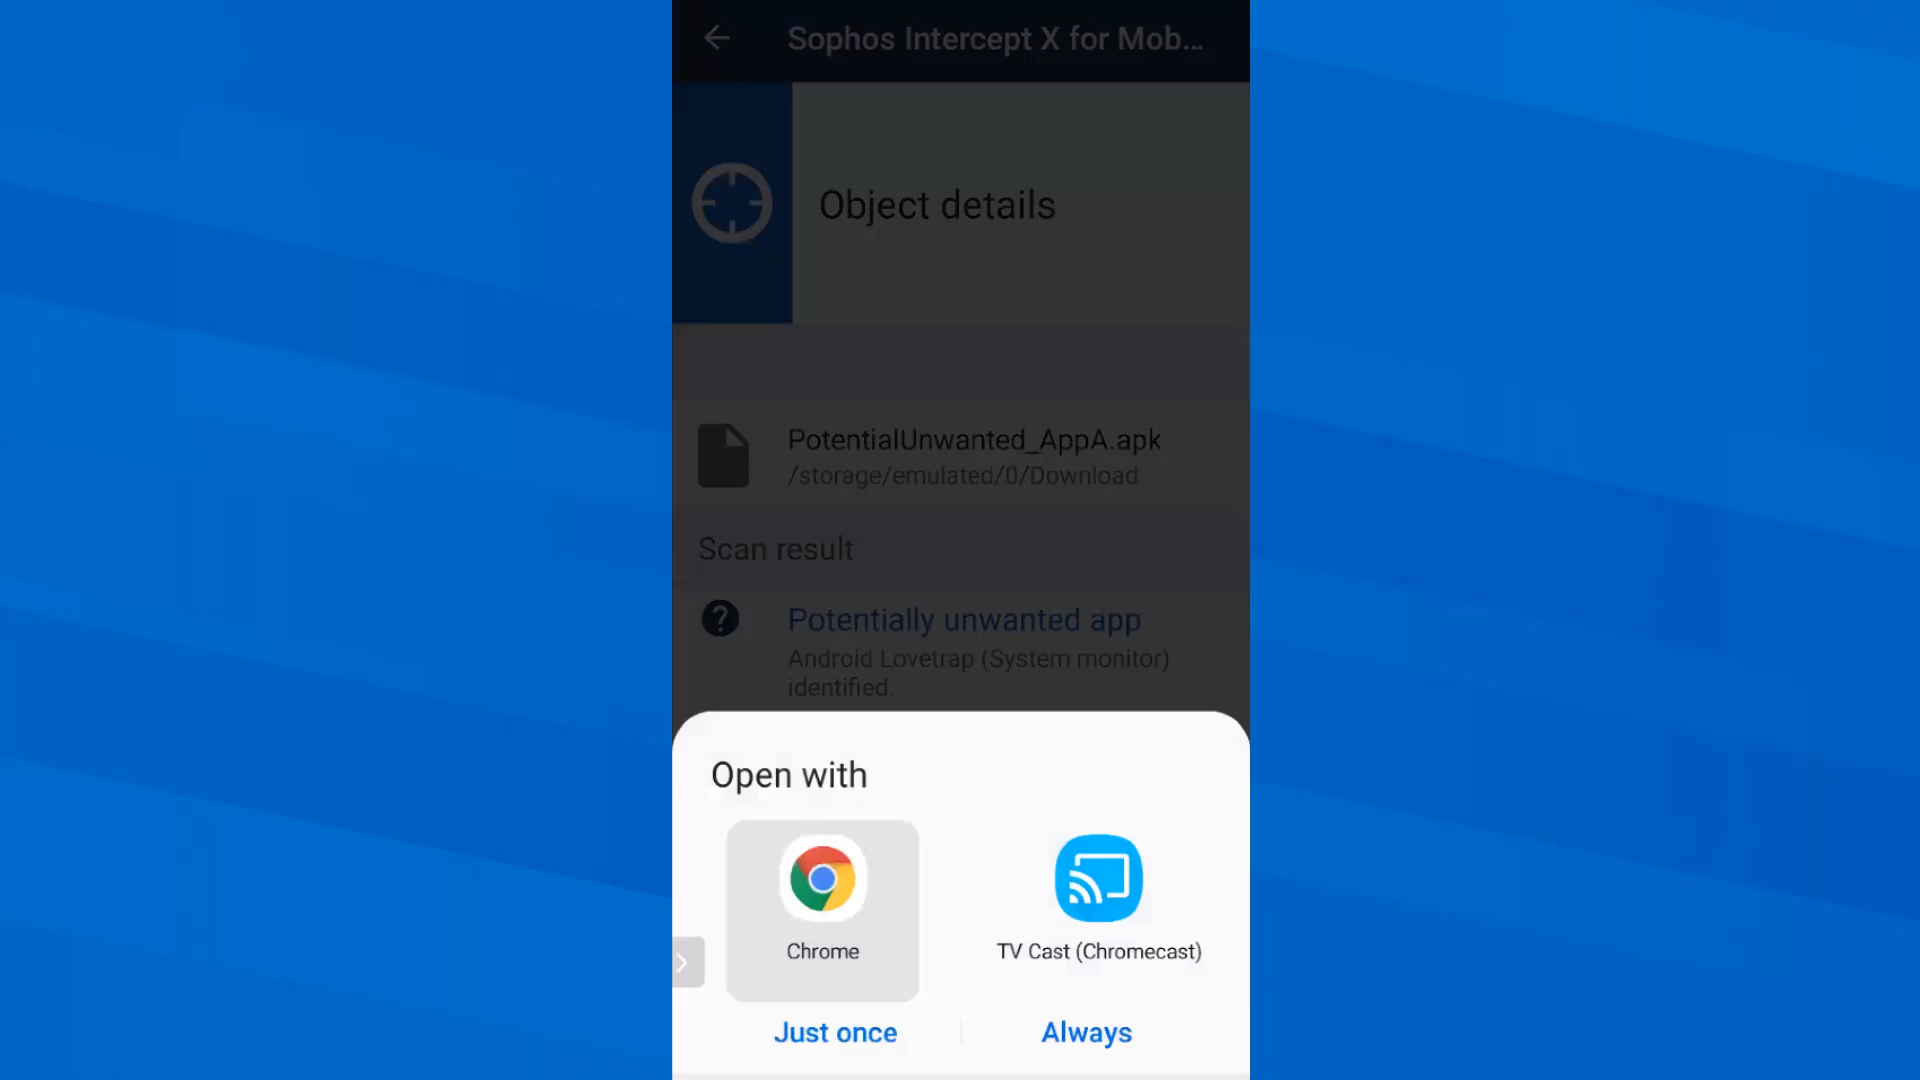 Sophos Intercept X for Mob...
Object details
PotentialUnwanted_AppA.apk
/storage/emulated/0/Download
Scan result
Potentially unwanted app
Android Lovetrap (System monitor)
identified.
Open with
Chrome
TV Cast (Chromecast)
Just once
Always